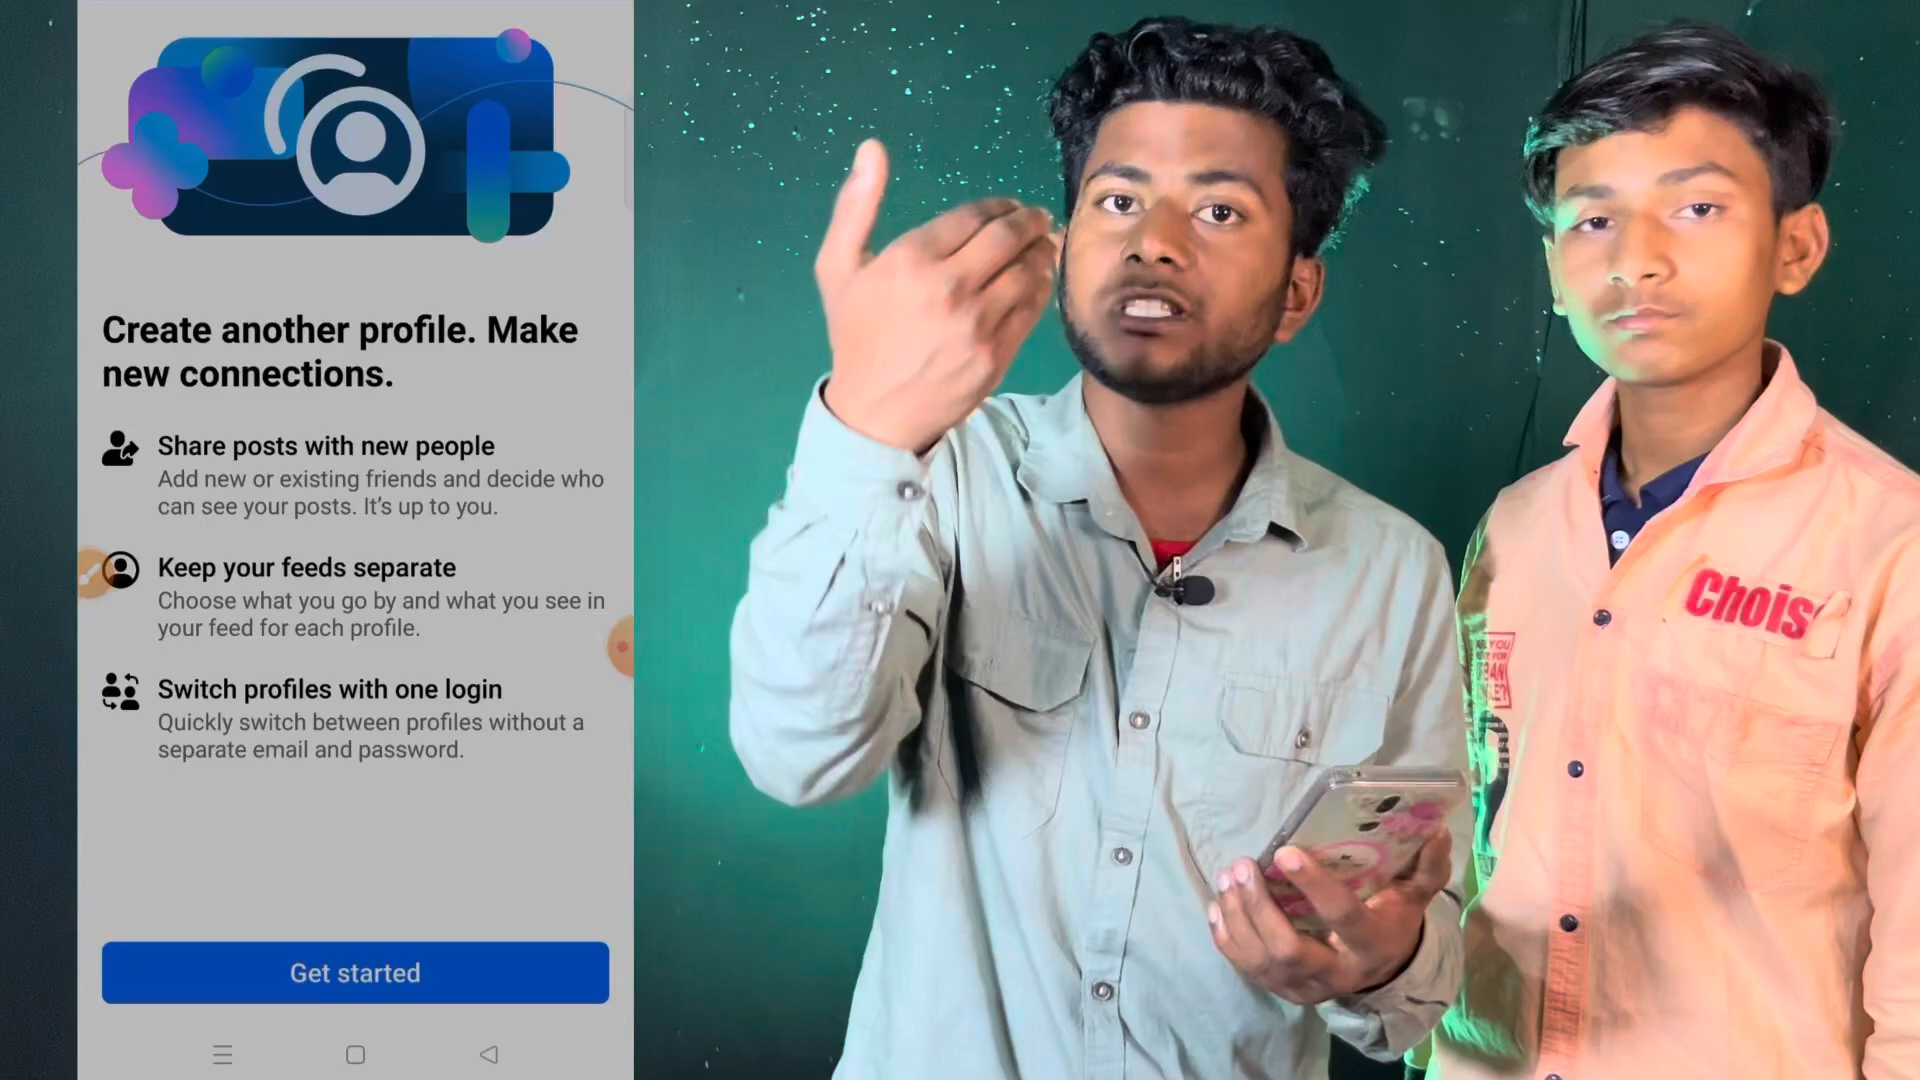 Create another profile. Make
new connections.
Share posts with new people
Add new or existing friends and decide who
can see your posts. It's up to you.
Keep your feeds separate
Choose what you go by and what you see in
your feed for each profile.
Switch profiles with one login
Quickly switch between profiles without a
separate email and password.
Get started
Chois